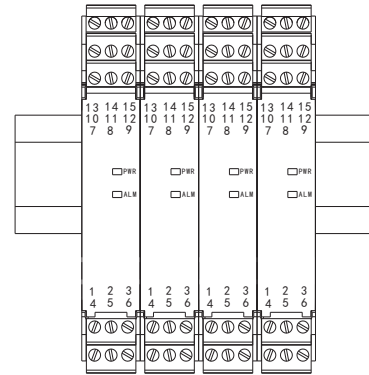 13 14 15 13 14 15 13 14 15 13 14 15
10 11 12 10 11 12 10 11 12 10 11 12
7 8 9 7 8 9 7 8 9 7 8 9
PWR PWR PWR PWR
ALM ALM ALM ALM
1 2 3 1 2 3 1 2 3 1 2 3
4 5 6 4 5 6 4 5 6 4 5 6